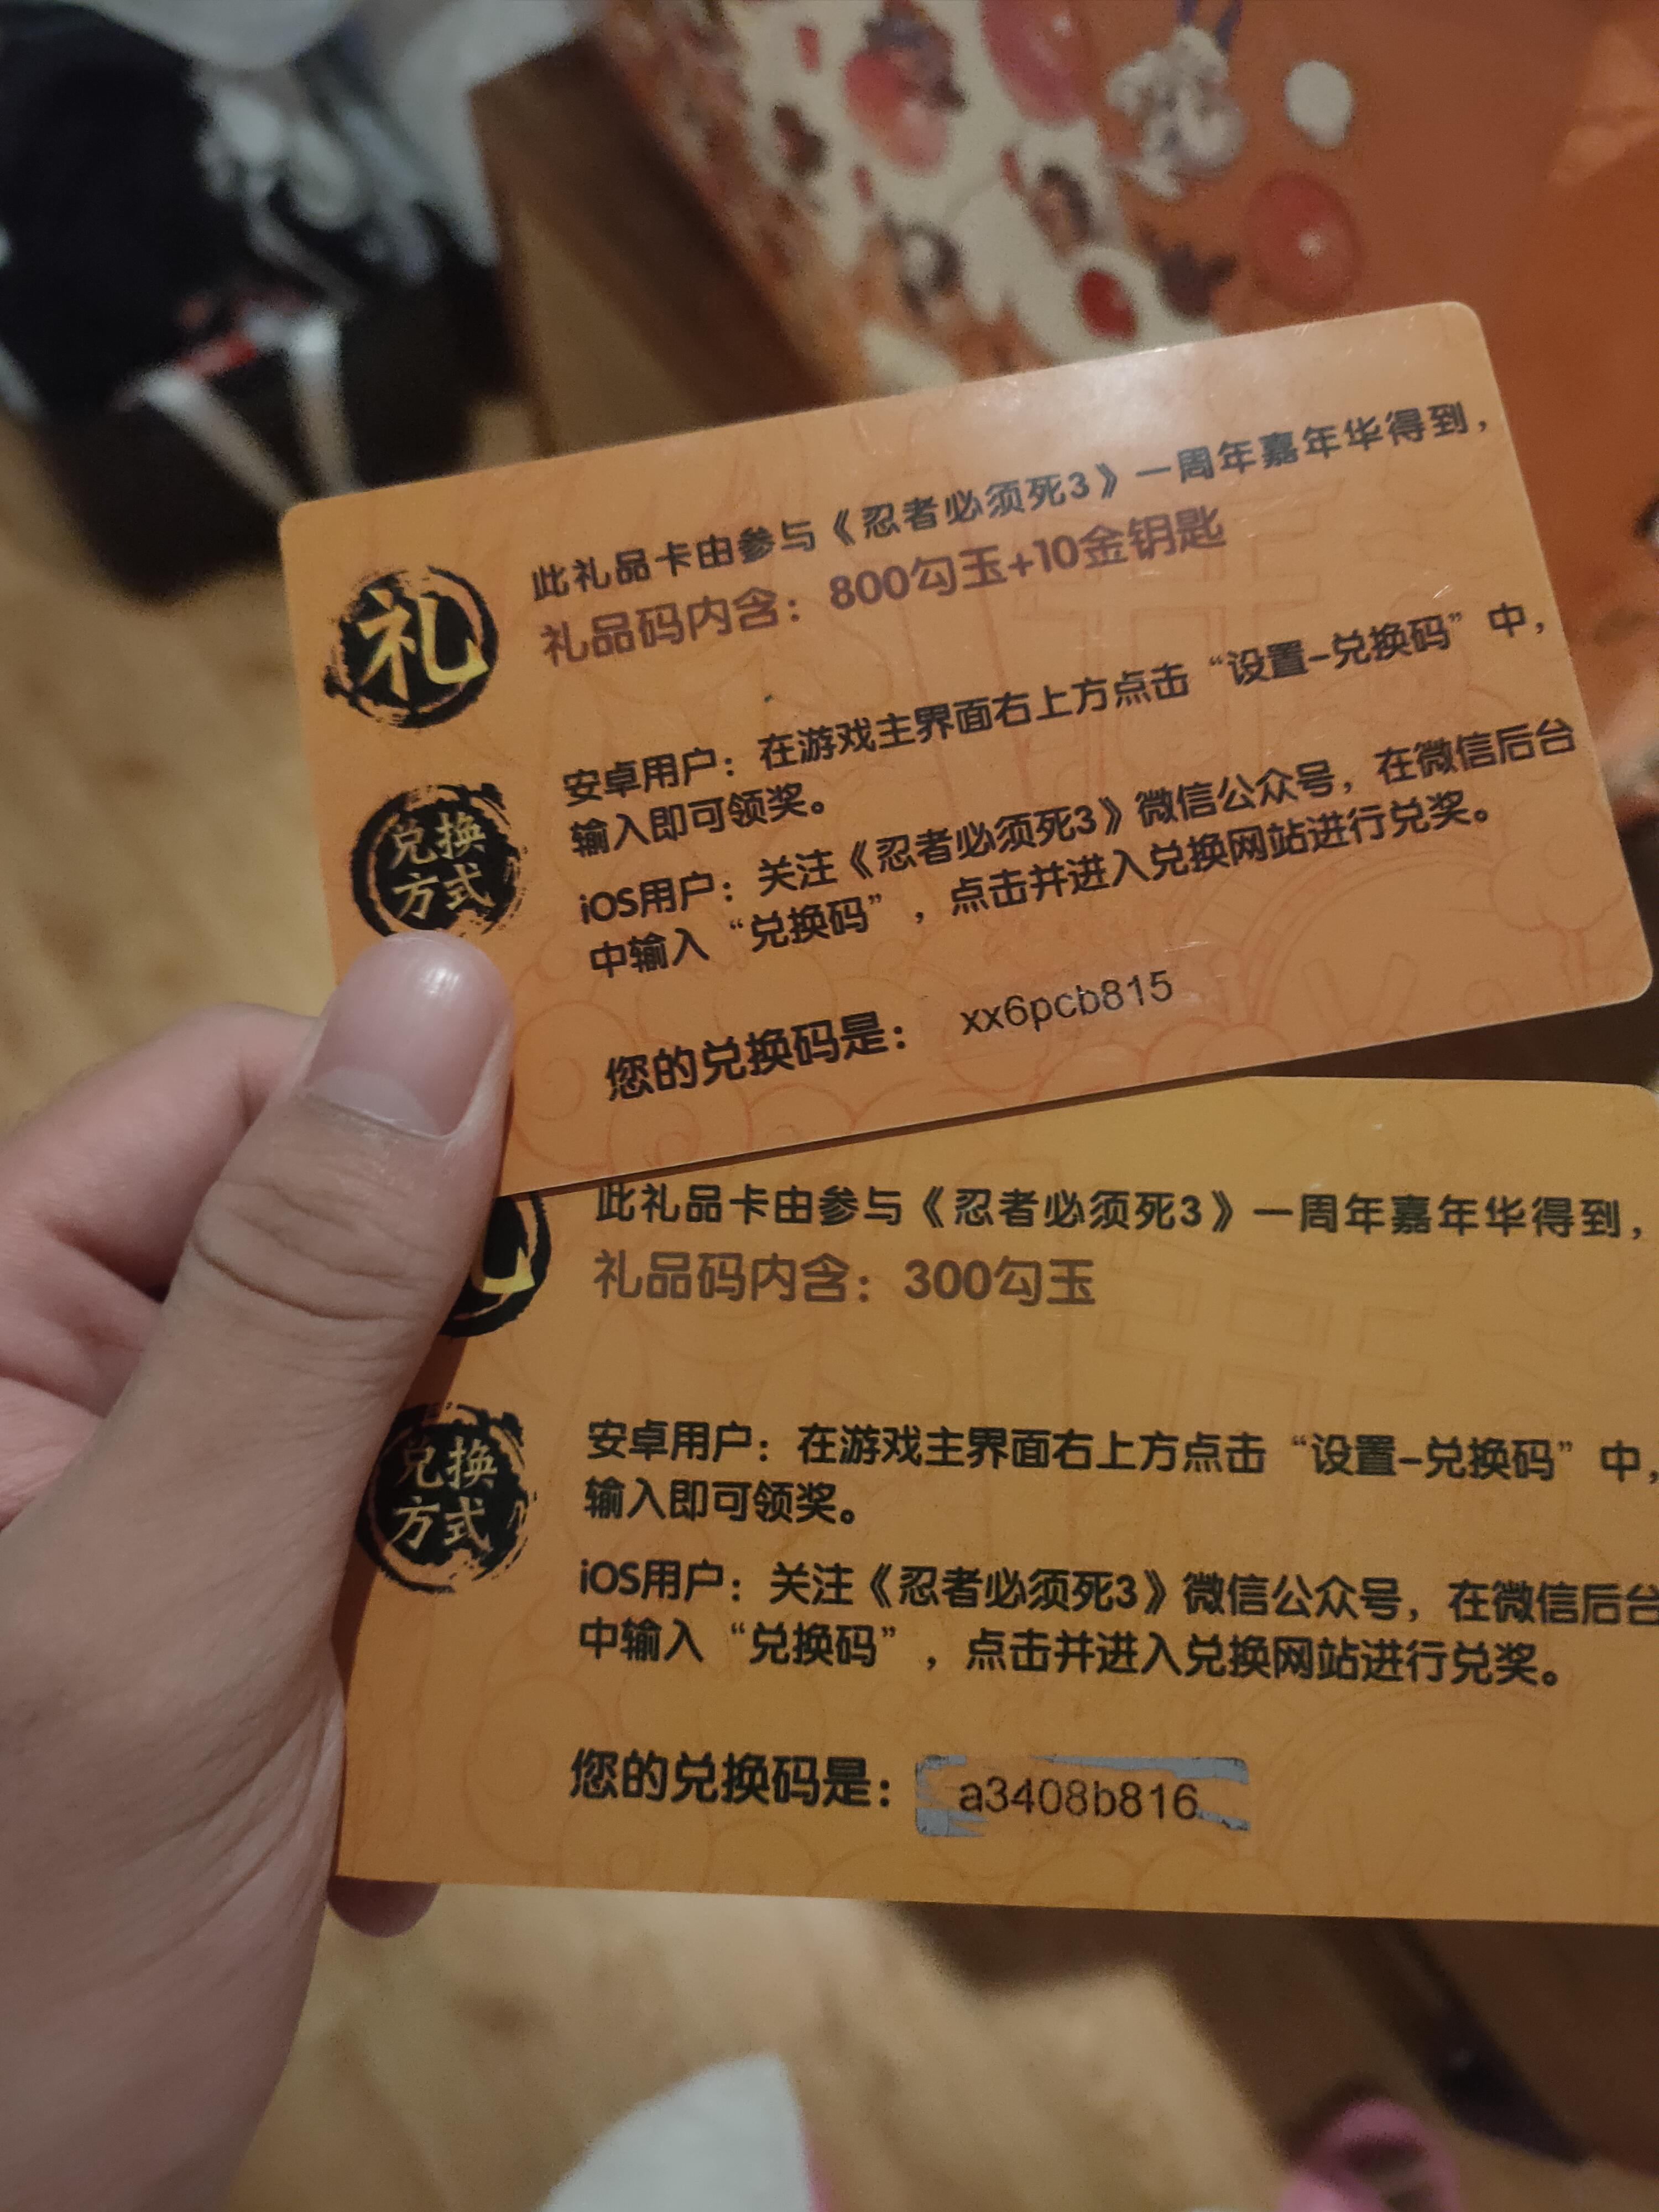 此礼品卡由参与《忍者必须死3》一周年嘉年华得到，
礼品码内含：800勾玉+10金钥匙
礼
安卓用户：在游戏主界面右上方点击“设置-兑换码”中，
输入即可领奖。
兑换
方式
iOS用户：关注《忍者必须死3》微信公众号，在微信后台
中输入“兑换码”，点击并进入兑换网站进行兑奖。
您的兑换码是： xx6pcb815
此礼品卡由参与《忍者必须死3》一周年嘉年华得到，
礼品码内含：300勾玉
安卓用户：在游戏主界面右上方点击“设置-兑换码”中，
输入即可领奖。
兑换
方式
iOS用户：关注《忍者必须死3》微信公众号，在微信后台
中输入“兑换码”，点击并进入兑换网站进行兑奖。
您的兑换码是： a3408b816